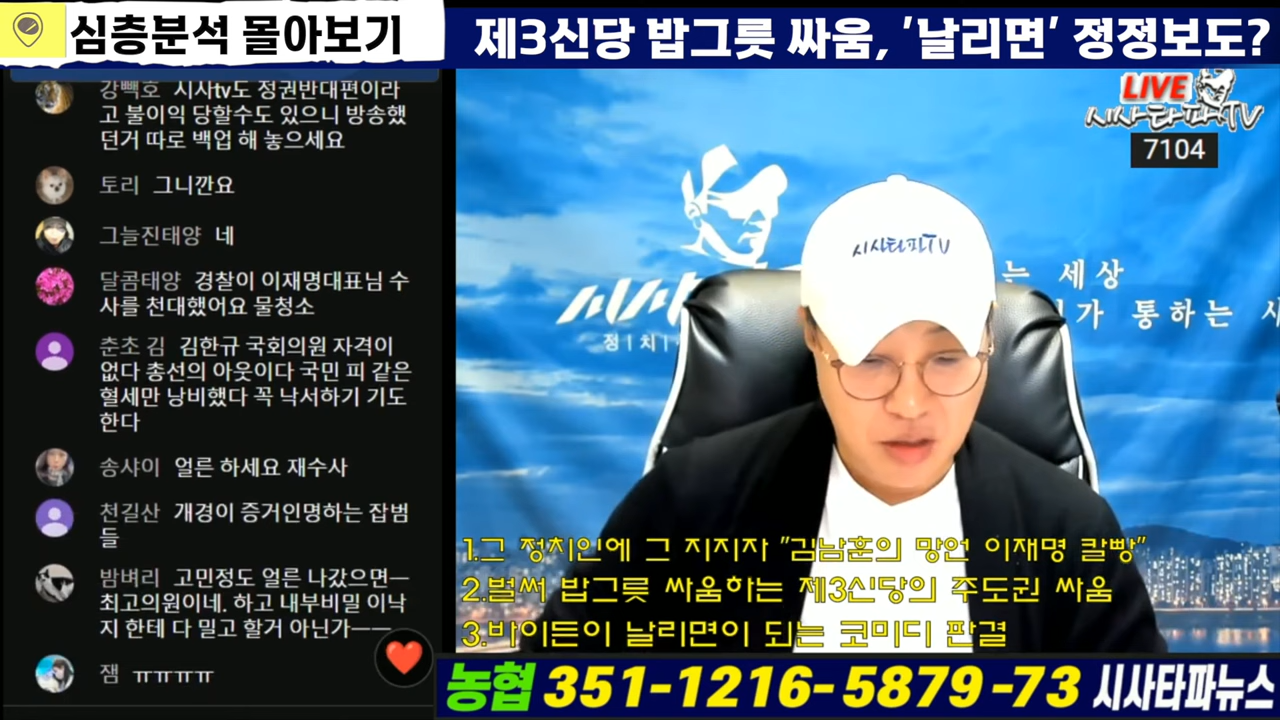 심층분석 몰아보기
제3신당 밥그릇 싸움, '날리면' 정정보도?
강빽호 시사tv도 정권반대편이라
고 불이익 당할수도 있으니 방송했
던거 따로 백업 해 놓으세요
토리 그니깐요
그늘진태양 네
달콤태양 경찰이 이재명대표님 수
사를 천대했어요 물청소
춘초 김 김한규 국회의원 자격이
없다 총선의 아웃이다 국민 피 같은
혈세만 낭비했다 꼭 낙서하기 기도
한다
송샤이 얼른 하세요 재수사
천길산 개경이 증거인명하는 잡범
들
밤벼리 고민정도 얼른 나갔으면ㅡ
최고의원이네. 하고 내부비밀 이낙
지 한테 다 밀고 할거 아닌가ㅡㅡ
잼 ㅠㅠㅠㅠ
LIVE
시사타파TV
7104
시사타파TV
는 세상
가 통하는 시
시사
정|치|
1.그 정치인에 그 지지자 "김남훈의 망언 이재명 칼빵"
2.벌써 밥그릇 싸움하는 제3신당의 주도권 싸움
3.바이든이 날리면이 되는 코미디 판결
농협 351-1216-5879-73 시사타파뉴스